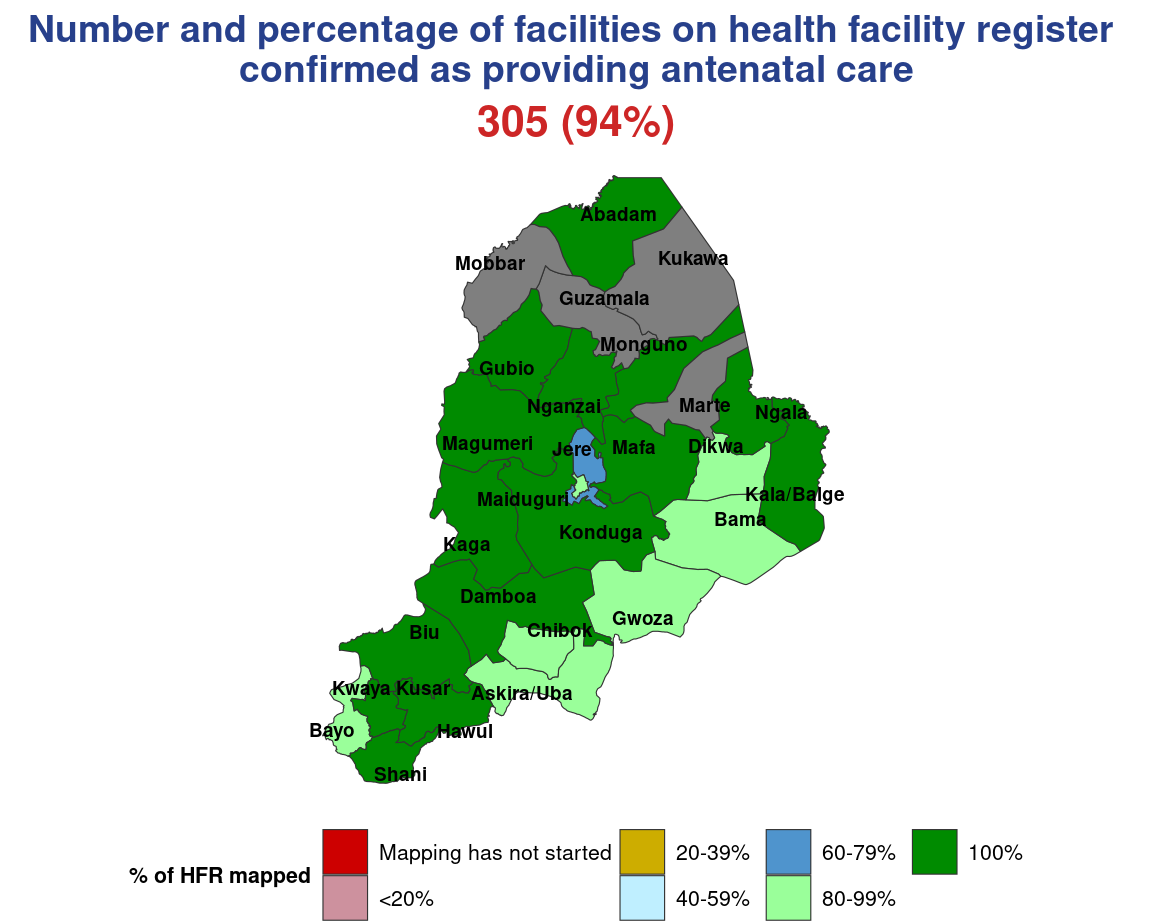 Number and percentage of facilities on health facility register
confirmed as providing antenatal care
305 (94%)
Abadam
Kukawa
Mobbar
Guzamala
Monguno
Gubio
Nganzai
Marte
Ngala
Magumeri
Jere
Mafa
Dikwa
Maiduguri
Kala/Balge
Bama
Konduga
Kaga
Damboa
Gwoza
Biu
Chibok
Kwaya Kusar
Askira/Uba
Bayo
Hawul
Shani
% of HFR mapped
Mapping has not started
20-39%
60-79%
100%
<20%
40-59%
80-99%